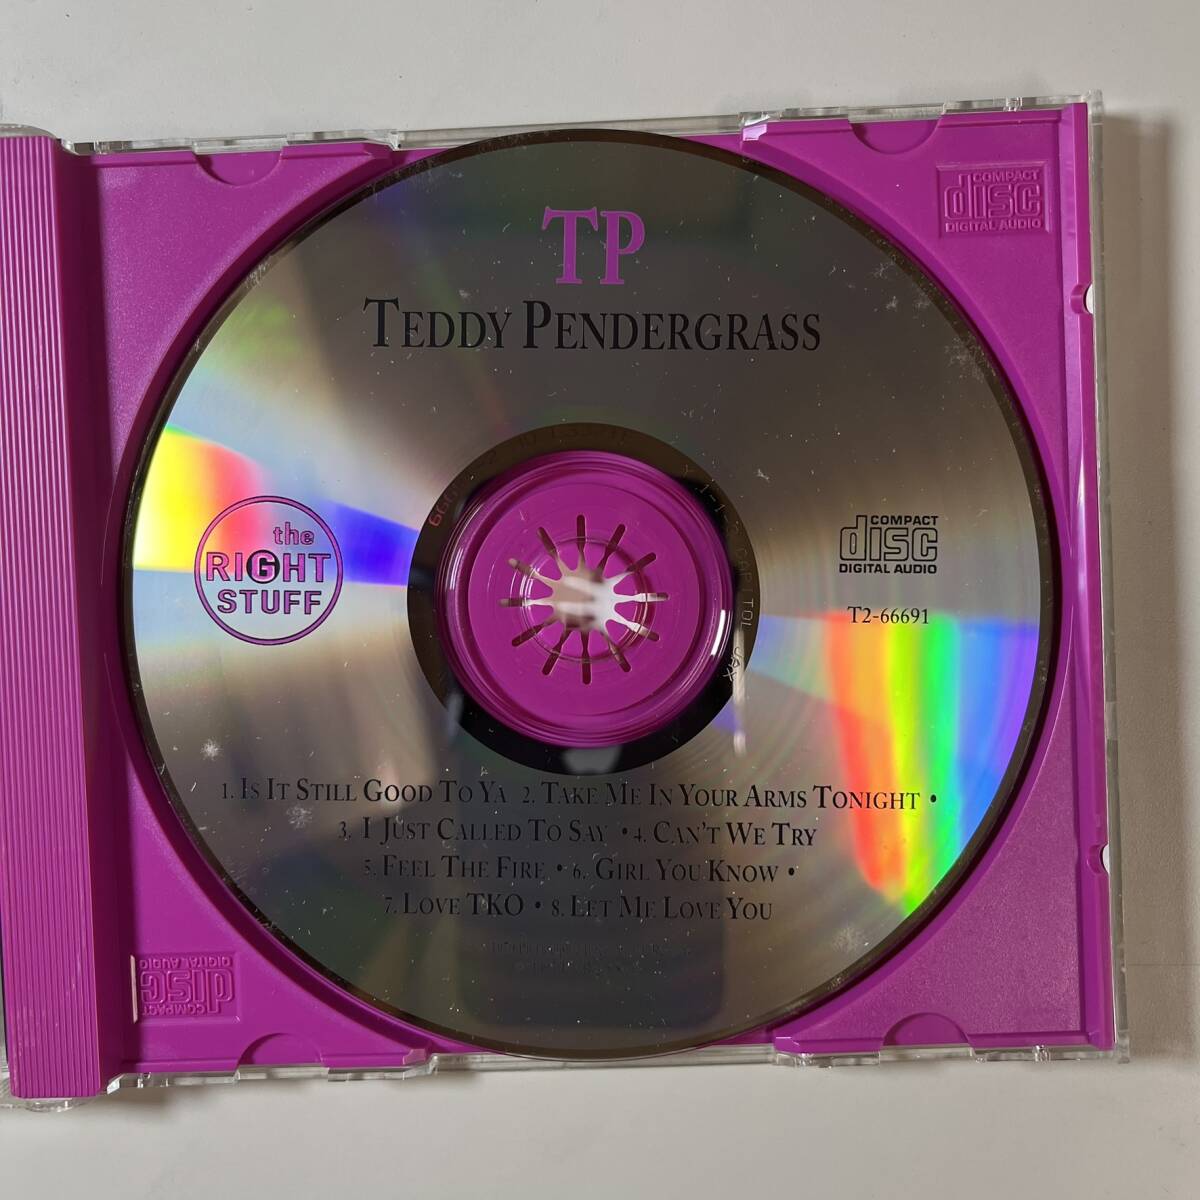 TP
TEDDY PENDERGRASS
COMPACT
disc
DIGITAL AUDIO
the
RIGHT
STUFF
COMPACT
disc
DIGITAL AUDIO
T2-66691
CAPITOL JAX
1. IS IT STILL GOOD TO YA 2. TAKE ME IN YOUR ARMS TONIGHT •
3. I JUST CALLED TO SAY • 4. CAN'T WE TRY
5. FEEL THE FIRE • 6. GIRL YOU KNOW •
7. LOVE TKO • 8. LET ME LOVE YOU
COMPACT
disc
DIGITAL AUDIO